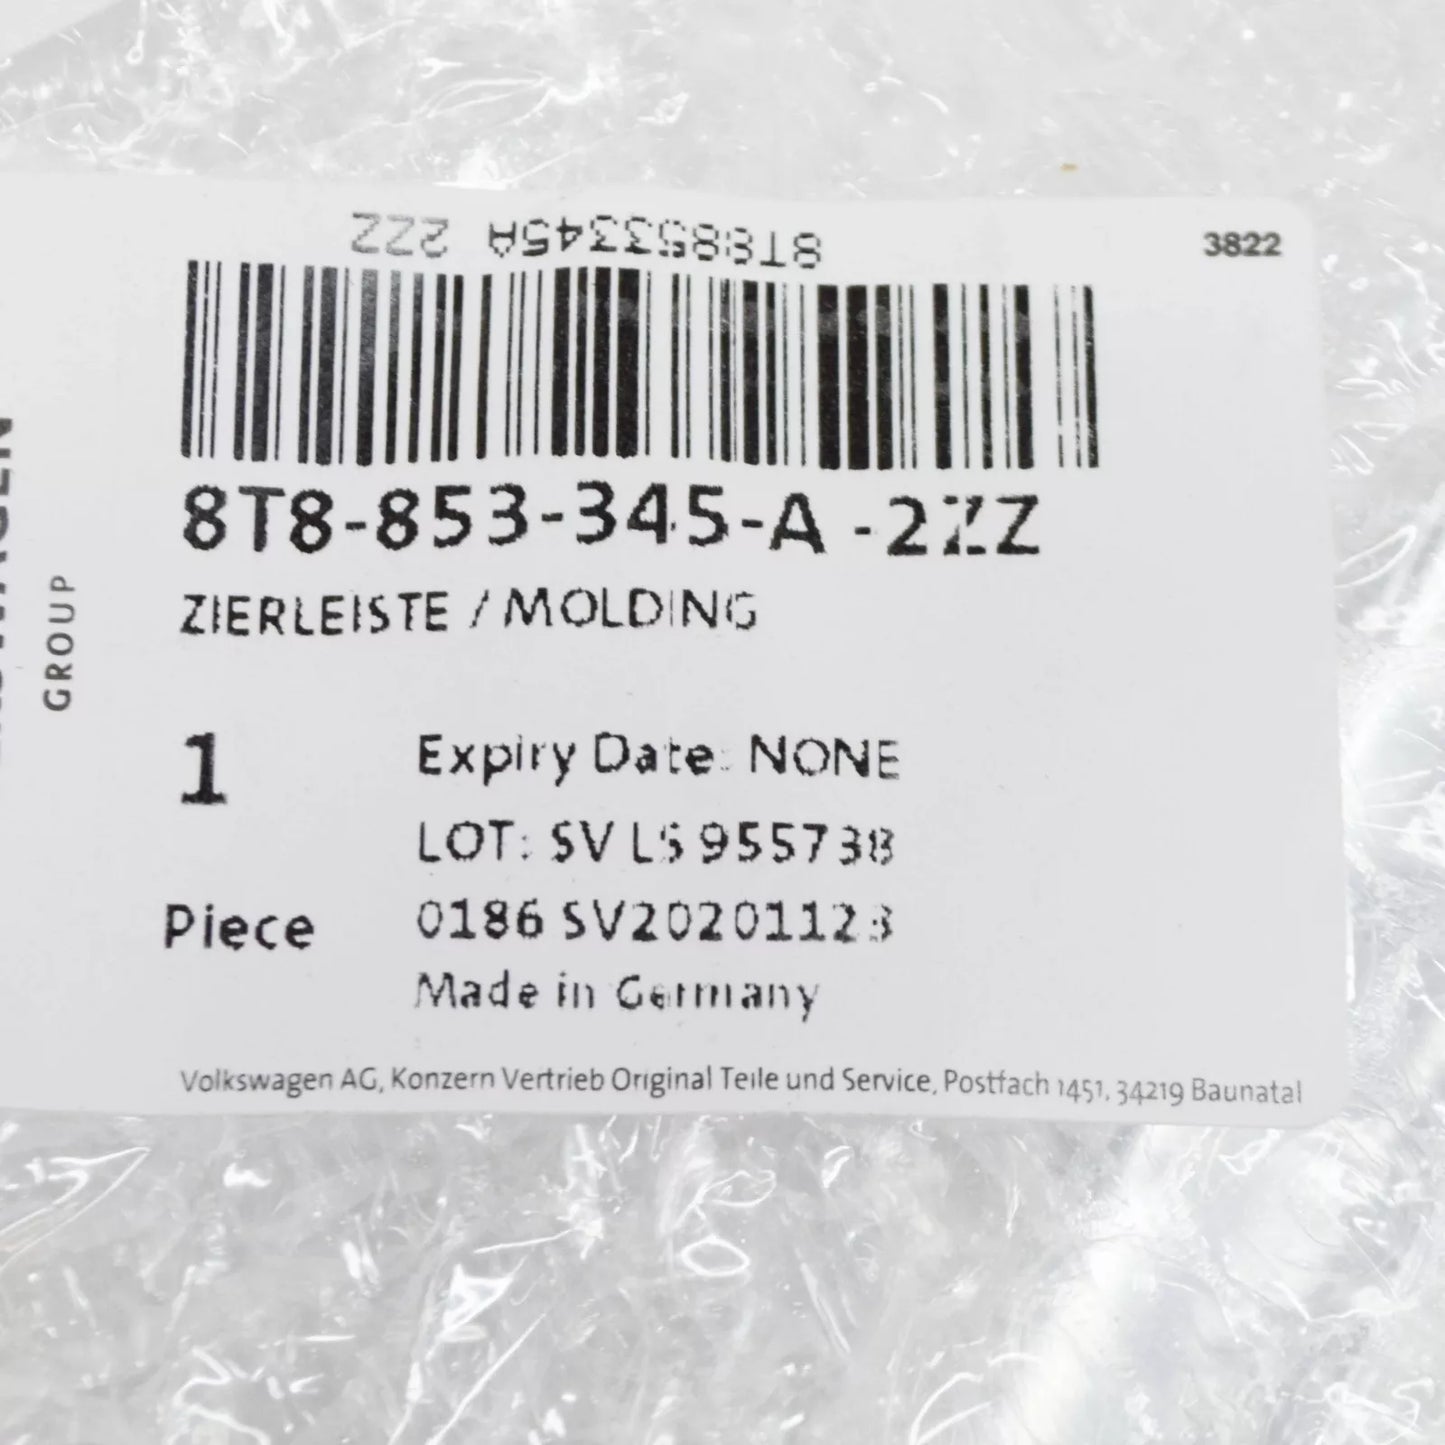 8T8853345A 2ZZ
3822
8T8-853-345-A -2ZZ
ZIERLEISTE / MOLDING
1
Expiry Date: NONE
LOT: SV LS 955738
Piece
0186 SV20201123
Made in Germany
Volkswagen AG, Konzern Vertrieb Original Teile und Service, Postfach 1451, 34219 Baunatal
GROUP